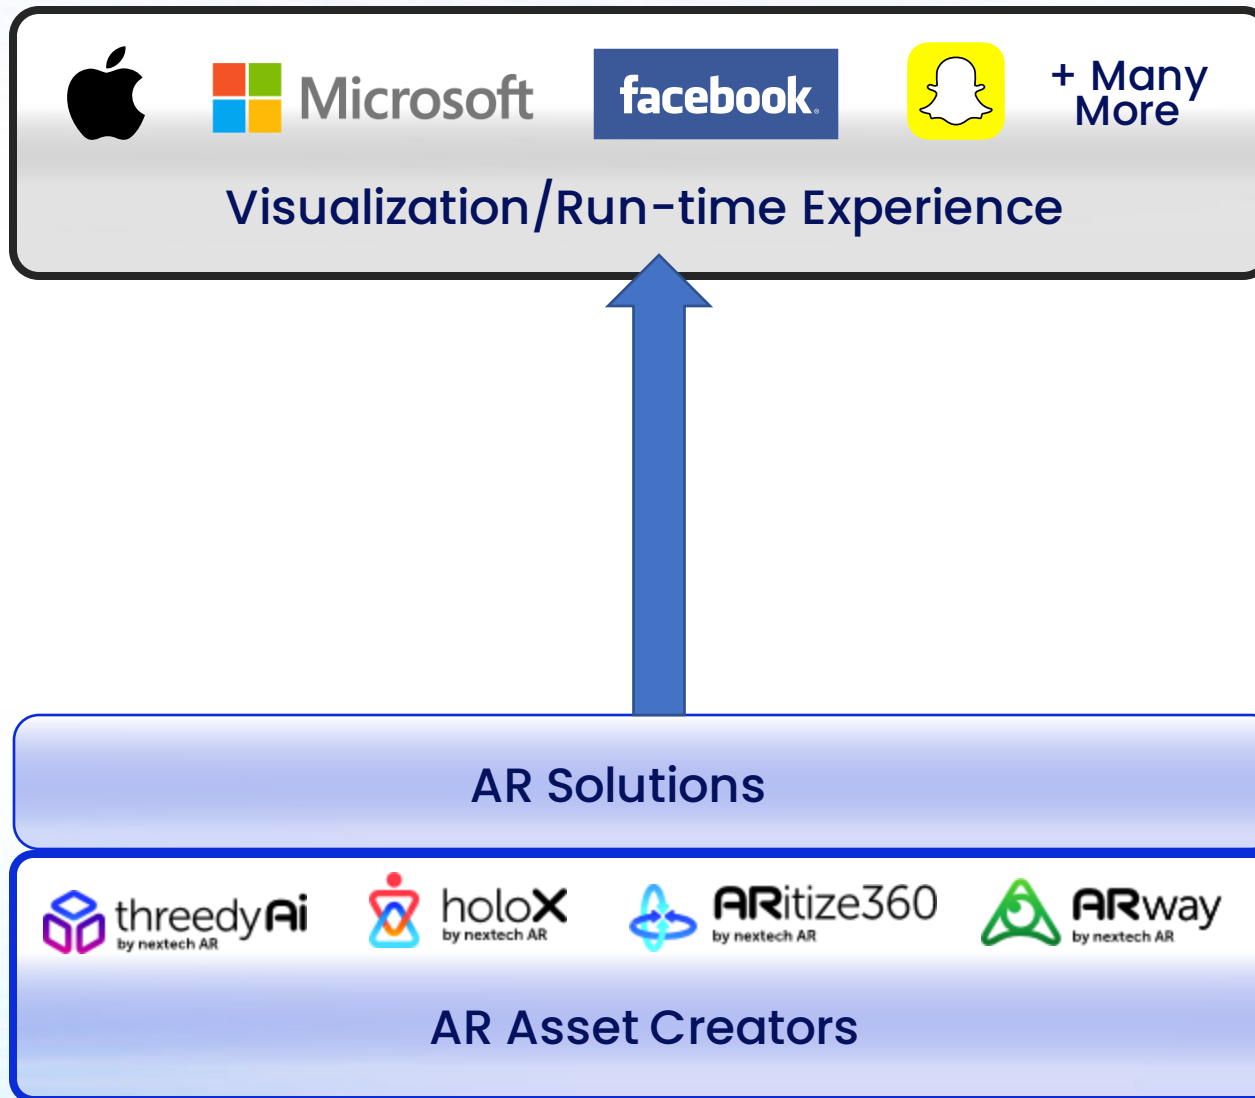 Microsoft
facebook®
+ Many
More
Visualization/Run-time Experience
AR Solutions
threedyAi
by nextech AR
holoX
by nextech AR
ARitize360
by nextech AR
ARway
by nextech AR
AR Asset Creators